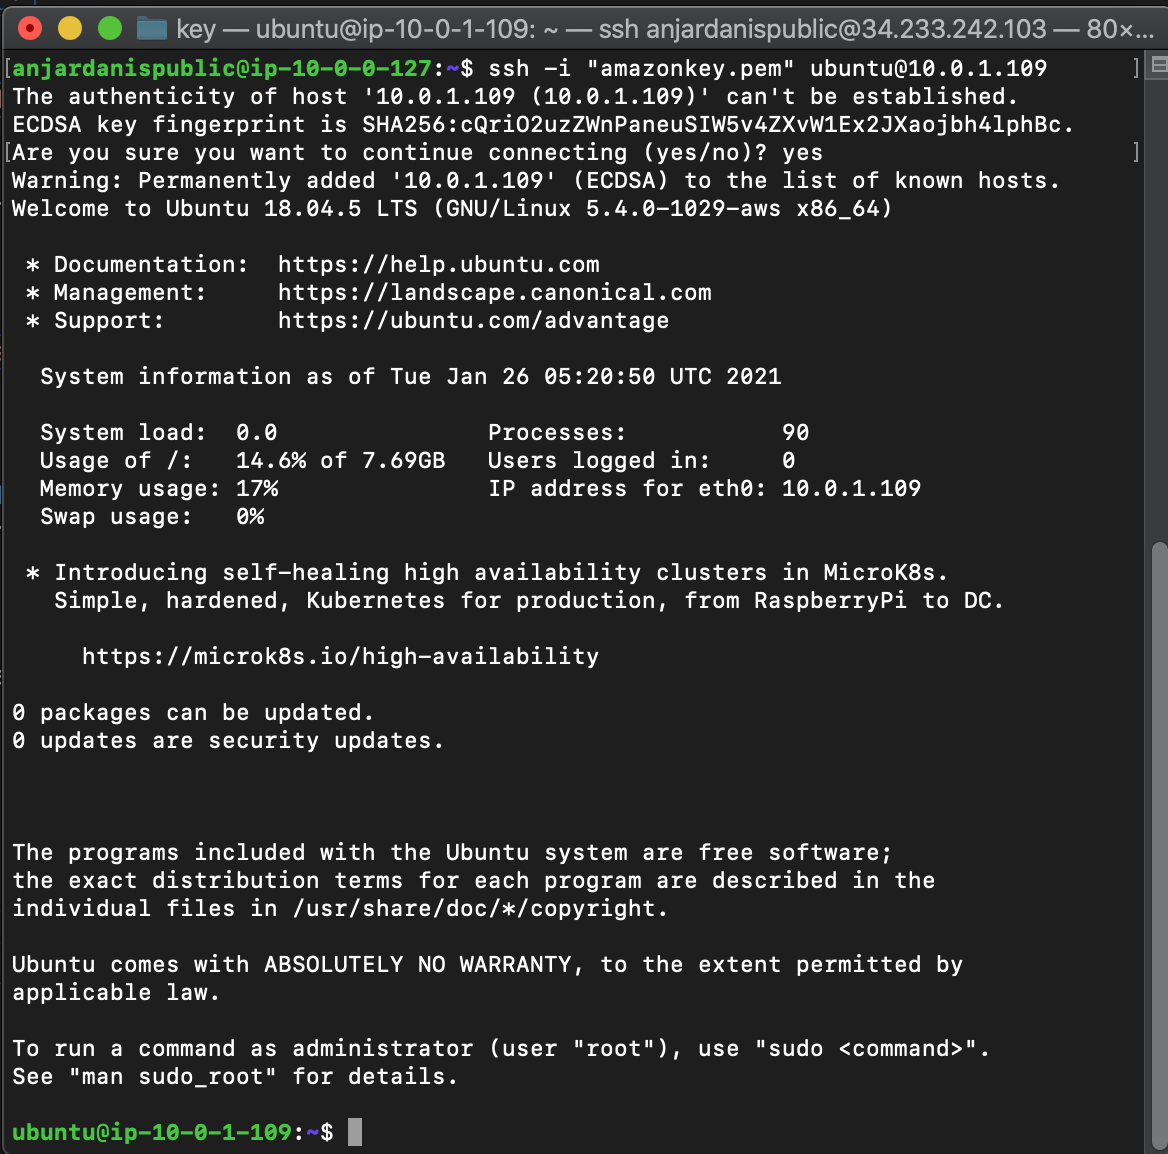 key — ubuntu@ip-10-0-1-109: ~ — ssh anjardanispublic@34.233.242.103 — 80×...
[anjardanispublic@ip-10-0-0-127:~$ ssh -i "amazonkey.pem" ubuntu@10.0.1.109 ]
The authenticity of host '10.0.1.109 (10.0.1.109)' can't be established.
ECDSA key fingerprint is SHA256:cQriO2uzZWnPaneuSIW5v4ZXvW1Ex2JXaojbh4lphBc.
[Are you sure you want to continue connecting (yes/no)? yes ]
Warning: Permanently added '10.0.1.109' (ECDSA) to the list of known hosts.
Welcome to Ubuntu 18.04.5 LTS (GNU/Linux 5.4.0-1029-aws x86_64)
* Documentation: https://help.ubuntu.com
* Management: https://landscape.canonical.com
* Support: https://ubuntu.com/advantage
System information as of Tue Jan 26 05:20:50 UTC 2021
System load: 0.0 Processes: 90
Usage of /: 14.6% of 7.69GB Users logged in: 0
Memory usage: 17% IP address for eth0: 10.0.1.109
Swap usage: 0%
* Introducing self-healing high availability clusters in MicroK8s.
Simple, hardened, Kubernetes for production, from RaspberryPi to DC.
https://microk8s.io/high-availability
0 packages can be updated.
0 updates are security updates.
The programs included with the Ubuntu system are free software;
the exact distribution terms for each program are described in the
individual files in /usr/share/doc/*/copyright.
Ubuntu comes with ABSOLUTELY NO WARRANTY, to the extent permitted by
applicable law.
To run a command as administrator (user "root"), use "sudo <command>".
See "man sudo_root" for details.
ubuntu@ip-10-0-1-109:~$